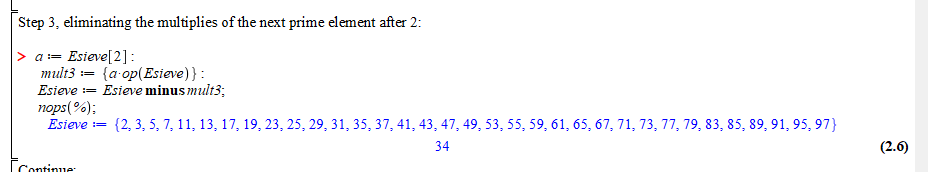 Step 3, eliminating the multiplies of the next prime element after 2:
> a := Esieve[2] :
mult3 := {a·op(Esieve)} :
Esieve := Esieve minus mult3;
nops(%);
Esieve := {2, 3, 5, 7, 11, 13, 17, 19, 23, 25, 29, 31, 35, 37, 41, 43, 47, 49, 53, 55, 59, 61, 65, 67, 71, 73, 77, 79, 83, 85, 89, 91, 95, 97}
34
(2.6)
Continue: